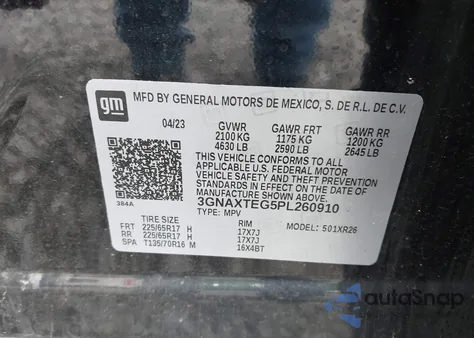 gm
MFD BY GENERAL MOTORS DE MEXICO, S. DE R.L. DE C.V.
04/23 GVWR GAWR FRT GAWR RR
2100 KG 1175 KG 1200 KG
4630 LB 2590 LB 2645 LB
THIS VEHICLE CONFORMS TO ALL
APPLICABLE U.S. FEDERAL MOTOR
VEHICLE SAFETY STANDARDS IN
EFFECT ON THE DATE OF
MANUFACTURE SHOWN ABOVE.
3GNAXTEG5PL260910
384A
TYPE: MPV MODEL: 501XR26
TIRE SIZE RIM
FRT 225/65R17 H 17X7J
RR 225/65R17 H 17X7J
SPA T135/70R16 M 16X4BT
autoSnap